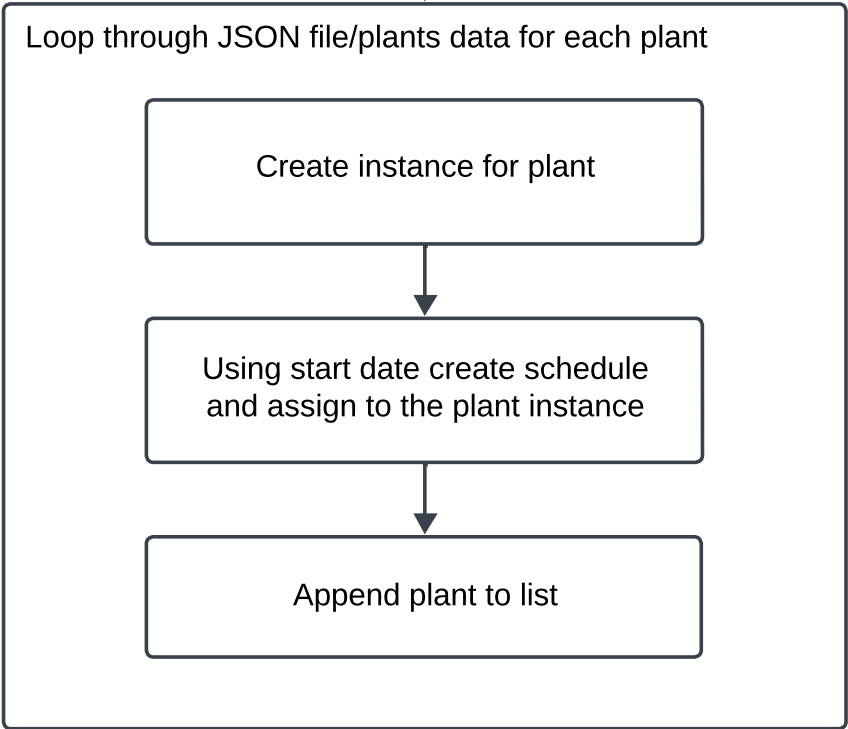 Loop through JSON file/plants data for each plant
Create instance for plant
Using start date create schedule
and assign to the plant instance
Append plant to list